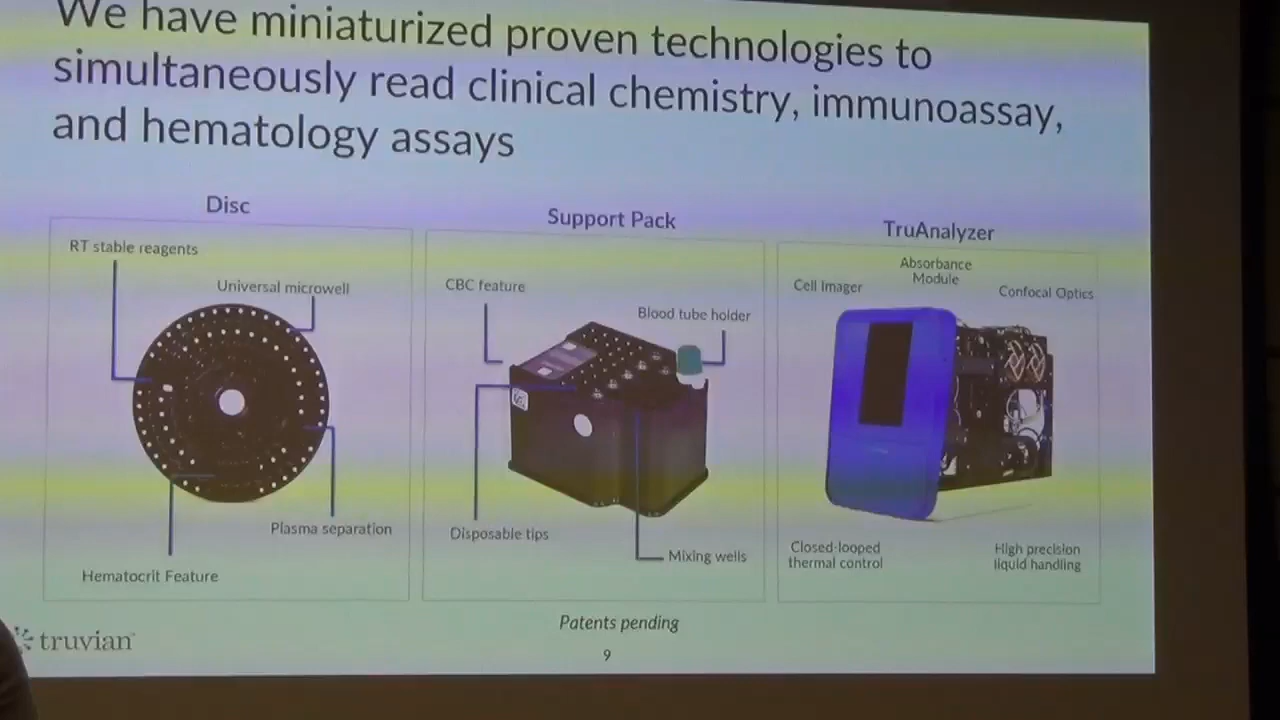 We have miniaturized proven technologies to
simultaneously read clinical chemistry, immunoassay,
and hematology assays
Disc
RT stable reagents
Universal microwell
Plasma separation
Hematocrit Feature
Support Pack
CBC feature
Blood tube holder
Disposable tips
Mixing wells
TruAnalyzer
Cell Imager
Absorbance
Module
Confocal Optics
Closed-looped
thermal control
High precision
liquid handling
Patents pending
truvian
9